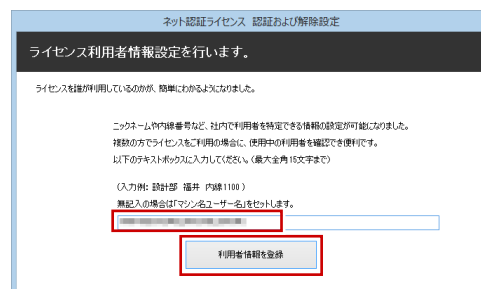 ネット認証ライセンス 認証および解除設定
ライセンス利用者情報設定を行います。
ライセンスを誰が利用しているのかが、簡単にわかるようになりました。
ニックネームや内線番号など、社内で利用者を特定できる情報の設定が可能になりました。
複数の方でライセンスをご利用の場合に、使用中の利用者を確認でき便利です。
以下のテキストボックスに入力してください。（最大全角15文字まで）
（入力例: 設計部 福井 内線1100）
無記入の場合は「マシン名ユーザー名」をセットします。
利用者情報を登録